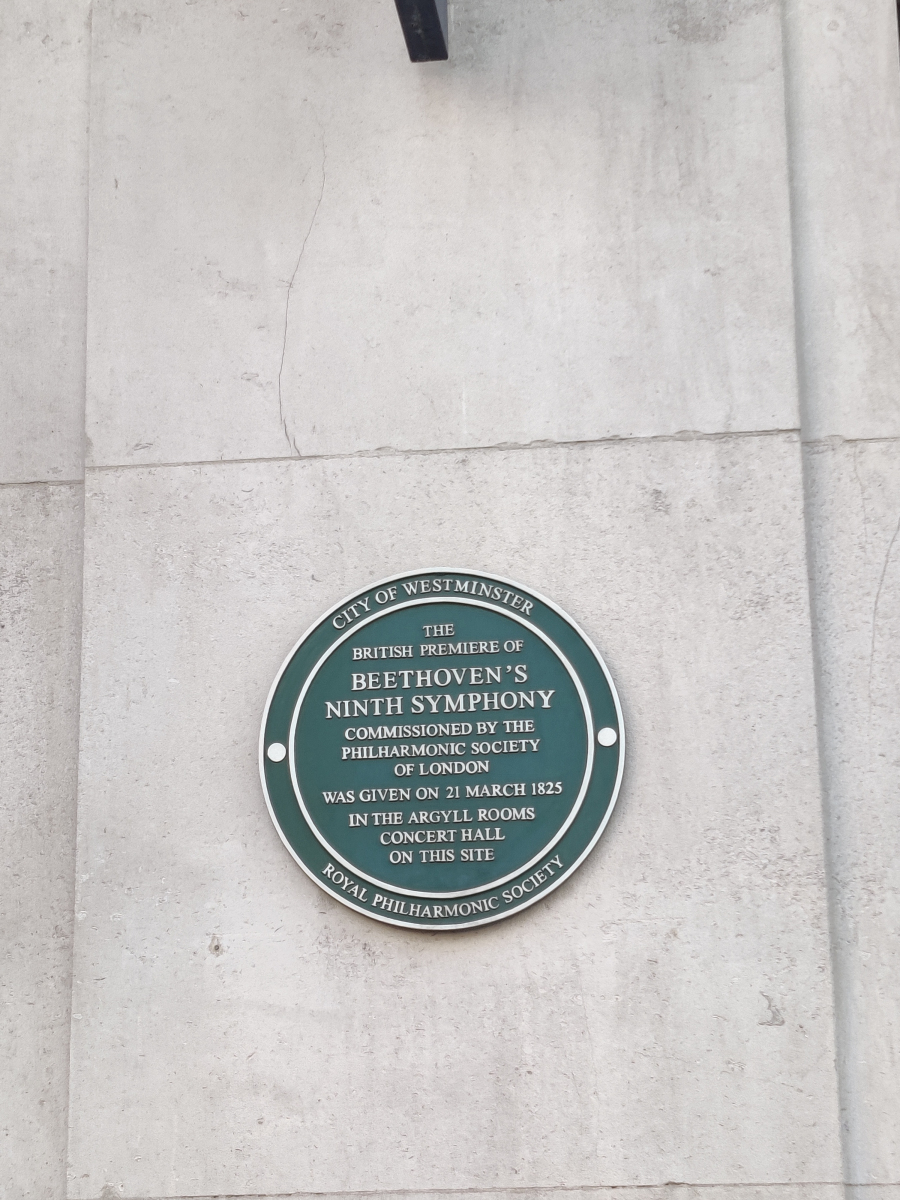 CITY OF WESTMINSTER
THE
BRITISH PREMIERE OF
BEETHOVEN'S
NINTH SYMPHONY
COMMISSIONED BY THE
PHILHARMONIC SOCIETY
OF LONDON
WAS GIVEN ON 21 MARCH 1825
IN THE ARGYLL ROOMS
CONCERT HALL
ON THIS SITE
ROYAL PHILHARMONIC SOCIETY